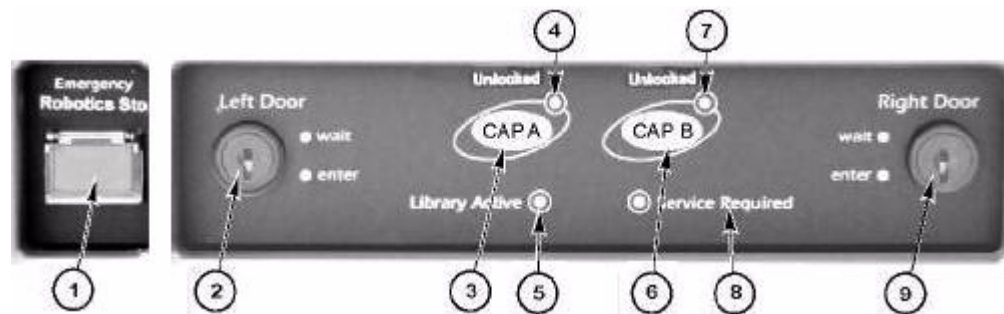 4
7
Emergency
Robotics Sto
Left Door
Unlocked
Unlocked
Right Door
wait
CAP A
CAP B
wait
enter
enter
Library Active
Service Required
1
2
3
5
6
8
9